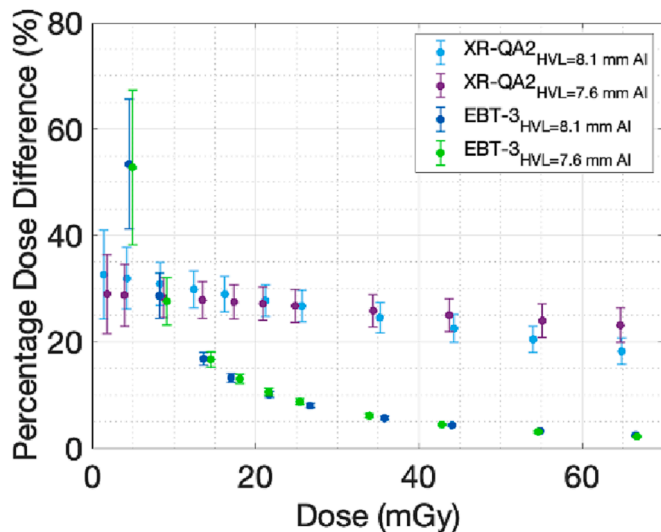 80
60
40
20
0
Percentage Dose Difference (%)
XR-QA2HVL=8.1 mm Al
XR-QA2HVL=7.6 mm Al
EBT-3HVL=8.1 mm Al
EBT-3HVL=7.6 mm Al
0 20 40 60
Dose (mGy)